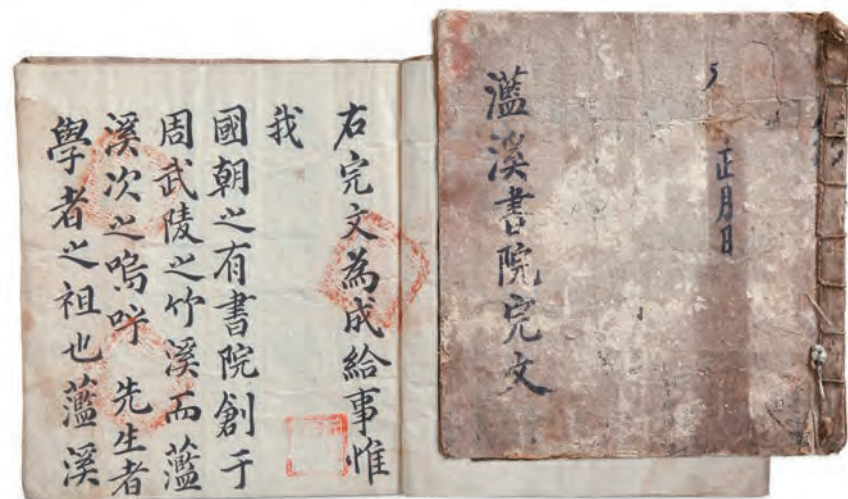 正月日
灆溪書院完文
右完文為成給事惟
我
國朝之有書院創于
周武陵之竹溪而灆
溪次之嗚呼 先生者
學者之祖也灆溪